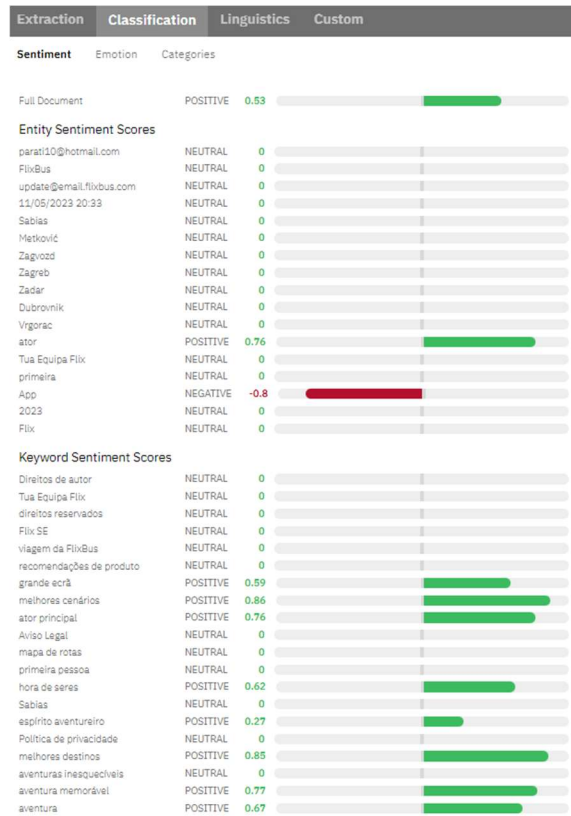 Extraction Classification Linguistics Custom
Sentiment Emotion Categories
Full Document POSITIVE 0.53
Entity Sentiment Scores
parati10@hotmail.com NEUTRAL 0
FlixBus NEUTRAL 0
update@email.flixbus.com NEUTRAL 0
11/05/2023 20:33 NEUTRAL 0
Sabias NEUTRAL 0
Metković NEUTRAL 0
Zagvozd NEUTRAL 0
Zagreb NEUTRAL 0
Zadar NEUTRAL 0
Dubrovnik NEUTRAL 0
Vrgorac NEUTRAL 0
ator POSITIVE 0.76
Tua Equipa Flix NEUTRAL 0
primeira NEUTRAL 0
App NEGATIVE -0.8
2023 NEUTRAL 0
Flix NEUTRAL 0
Keyword Sentiment Scores
Direitos de autor NEUTRAL 0
Tua Equipa Flix NEUTRAL 0
direitos reservados NEUTRAL 0
Flix SE NEUTRAL 0
viagem da FlixBus NEUTRAL 0
recomendações de produto NEUTRAL 0
grande ecrã POSITIVE 0.59
melhores cenários POSITIVE 0.86
ator principal POSITIVE 0.76
Aviso Legal NEUTRAL 0
mapa de rotas NEUTRAL 0
primeira pessoa NEUTRAL 0
hora de seres POSITIVE 0.62
Sabias NEUTRAL 0
espírito aventureiro POSITIVE 0.27
Política de privacidade NEUTRAL 0
melhores destinos POSITIVE 0.85
aventuras inesquecíveis NEUTRAL 0
aventura memorável POSITIVE 0.77
aventura POSITIVE 0.67